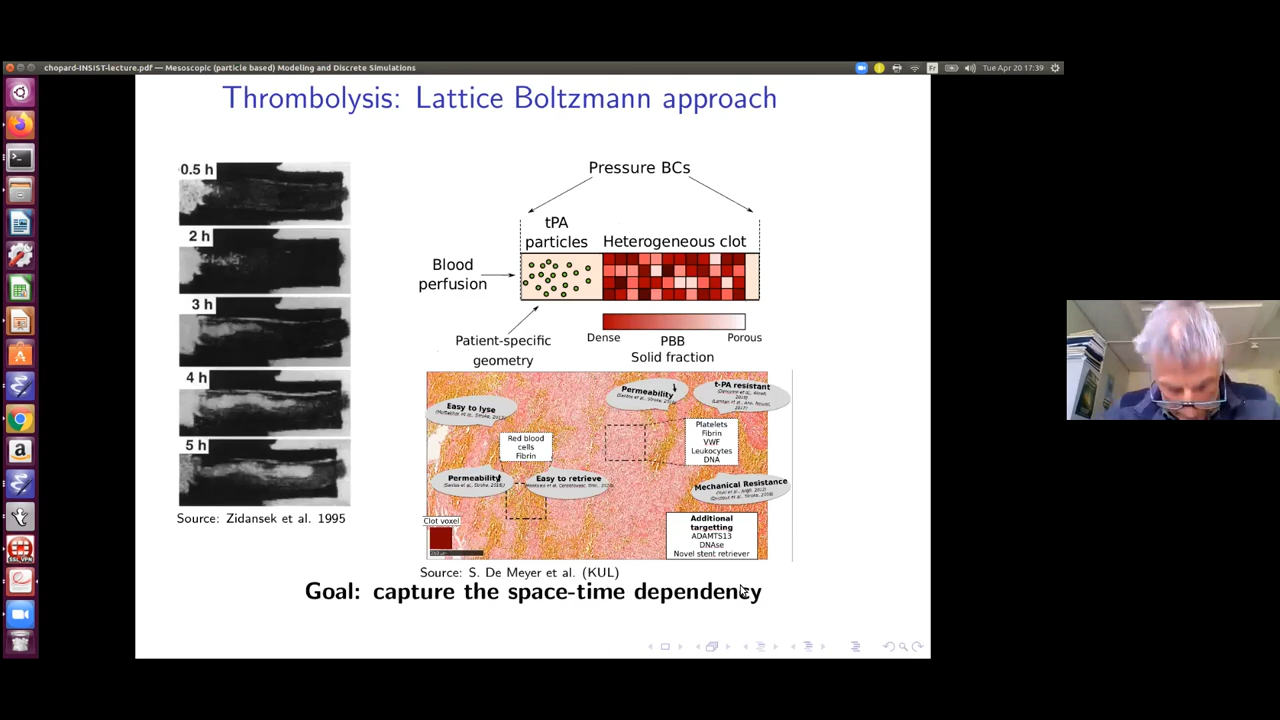 chopard-INSIST-lecture.pdf — Mesoscopic (particle based) Modeling and Discrete Simulations
Fr
Tue Apr 20 17:39
Thrombolysis: Lattice Boltzmann approach
0.5 h
2 h
3 h
4 h
5 h
Source: Zidansek et al. 1995
Pressure BCs
tPA
particles
Heterogeneous clot
Blood
perfusion
Patient-specific
geometry
Dense
Porous
PBB
Solid fraction
Easy to lyse
Permeability
t-PA resistant
Red blood
cells
Fibrin
Platelets
Fibrin
VWF
Leukocytes
DNA
Permeability
Easy to retrieve
Mechanical Resistance
Clot voxel
Additional
targetting
ADAMTS13
DNAse
Novel stent retriever
Source: S. De Meyer et al. (KUL)
Goal: capture the space-time dependency